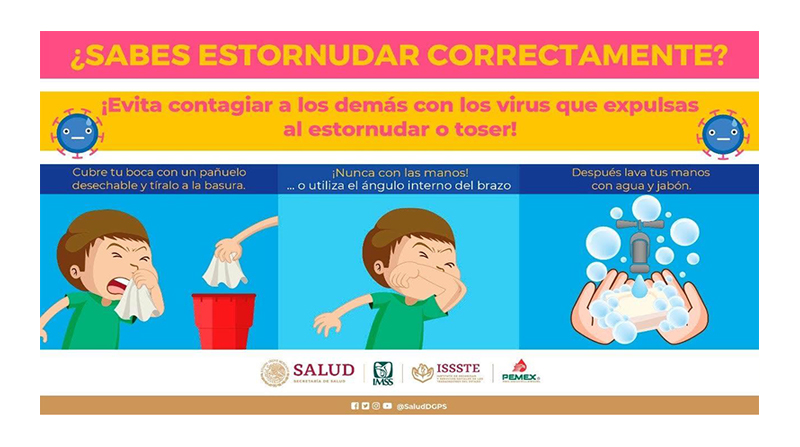 ¿SABES ESTORNUDAR CORRECTAMENTE?
¡Evita contagiar a los demás con los virus que expulsas
al estornudar o toser!
Cubre tu boca con un pañuelo
desechable y tíralo a la basura.
¡Nunca con las manos!
... o utiliza el ángulo interno del brazo
Después lava tus manos
con agua y jabón.
SALUD
SECRETARÍA DE SALUD
IMSS
ISSSTE
PEMEX
@SaludDGPS